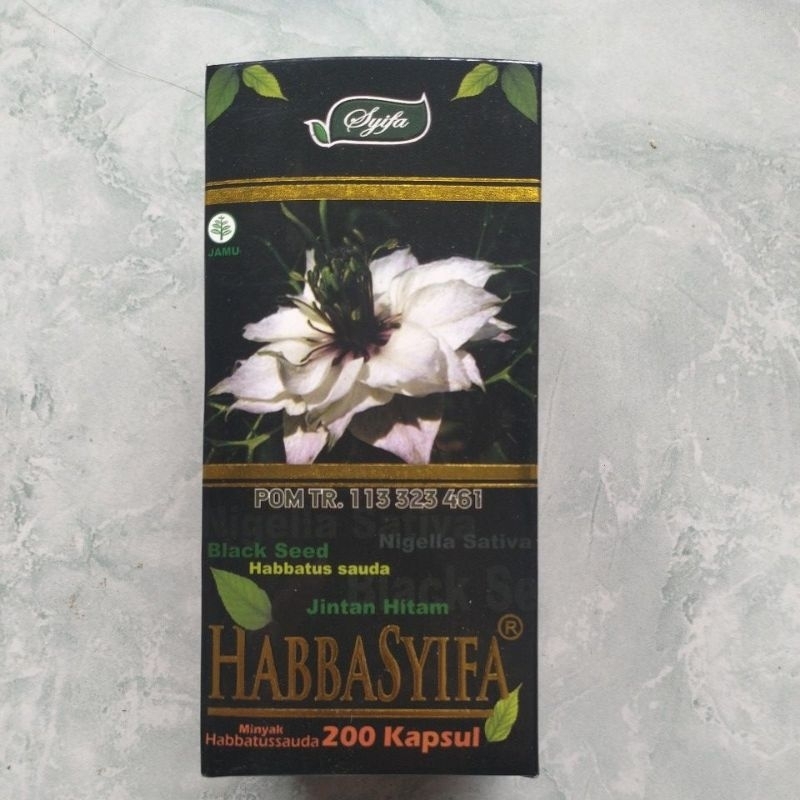 Syifa
JAMU
POM TR. 113 323 461
Nigella Sativa
Nigella Sativa
Black Seed
Habbatus sauda
Black Se
Jintan Hitam
HABBASYIFA®
Minyak
Habbatussauda 200 Kapsul